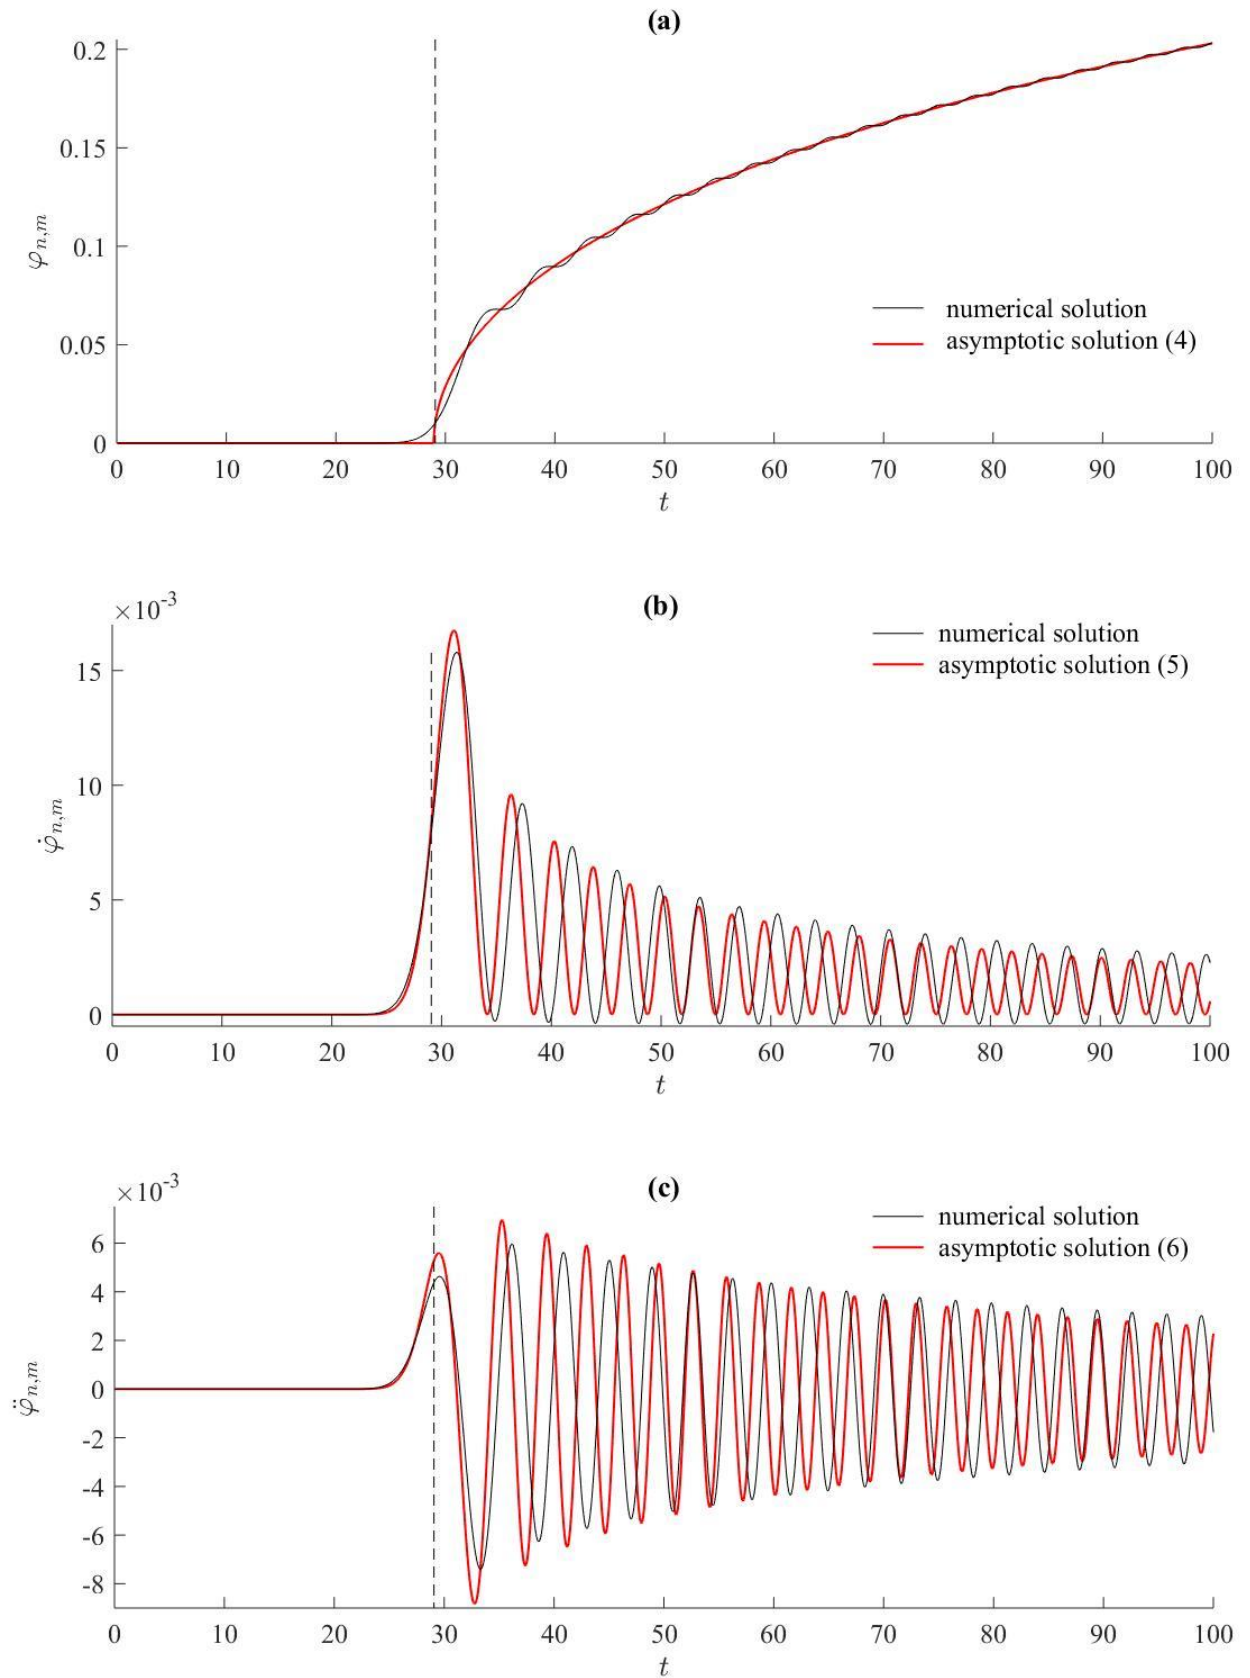 (a)
0.2
0.15
0.1
0.05
0
φn,m
numerical solution
asymptotic solution (4)
0 10 20 30 40 50 60 70 80 90 100
t
×10-3
(b)
15
10
5
0
φ̇n,m
numerical solution
asymptotic solution (5)
0 10 20 30 40 50 60 70 80 90 100
t
×10-3
(c)
6
4
2
0
-2
-4
-6
-8
φ̈n,m
numerical solution
asymptotic solution (6)
0 10 20 30 40 50 60 70 80 90 100
t